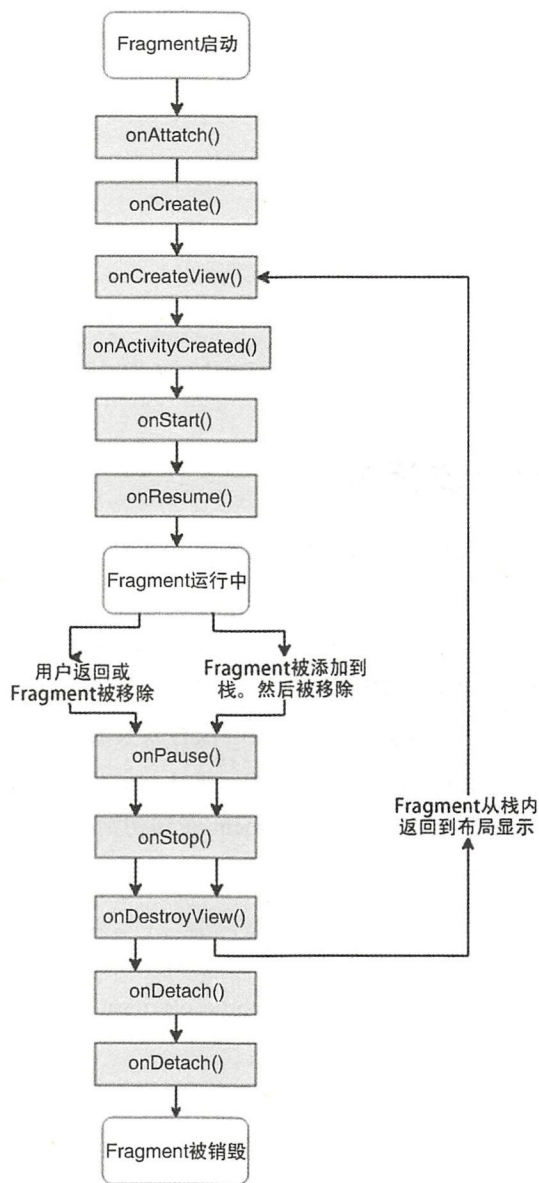 Fragment启动
onAttatch()
onCreate()
onCreateView()
onActivityCreated()
onStart()
onResume()
Fragment运行中
用户返回或
Fragment被移除
Fragment被添加到
栈。然后被移除
onPause()
onStop()
onDestroyView()
Fragment从栈内
返回到布局显示
onDetach()
onDetach()
Fragment被销毁